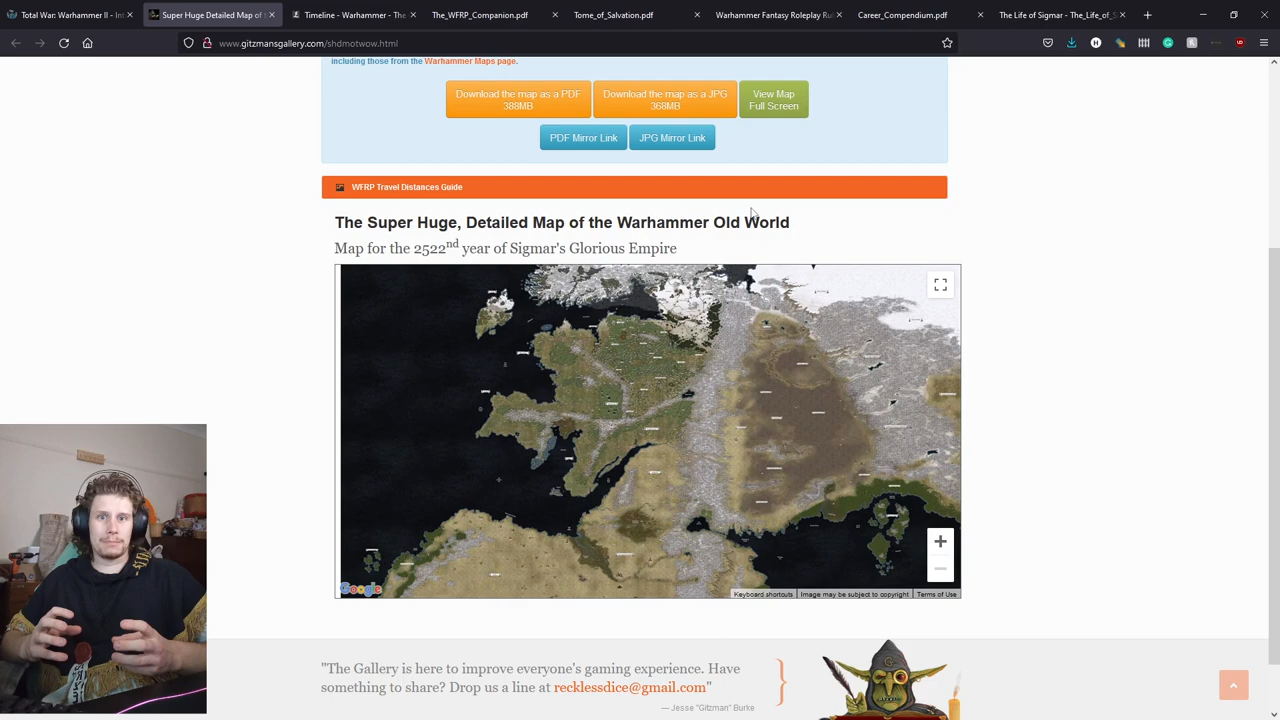 Total War: Warhammer II - Int
Super Huge Detailed Map of
Timeline - Warhammer - The
The_WFRP_Companion.pdf
Tome_of_Salvation.pdf
Warhammer Fantasy Roleplay Ru
Career_Compendium.pdf
The Life of Sigmar - The_Life_of_S
www.gitzmansgallery.com/shdmotwow.html
including those from the Warhammer Maps page.
Download the map as a PDF
388MB
Download the map as a JPG
368MB
View Map
Full Screen
PDF Mirror Link
JPG Mirror Link
WFRP Travel Distances Guide
The Super Huge, Detailed Map of the Warhammer Old World
Map for the 2522nd year of Sigmar's Glorious Empire
Google
Keyboard shortcuts
Image may be subject to copyright
Terms of Use
"The Gallery is here to improve everyone's gaming experience. Have
something to share? Drop us a line at recklessdice@gmail.com"
— Jesse "Gitzman" Burke